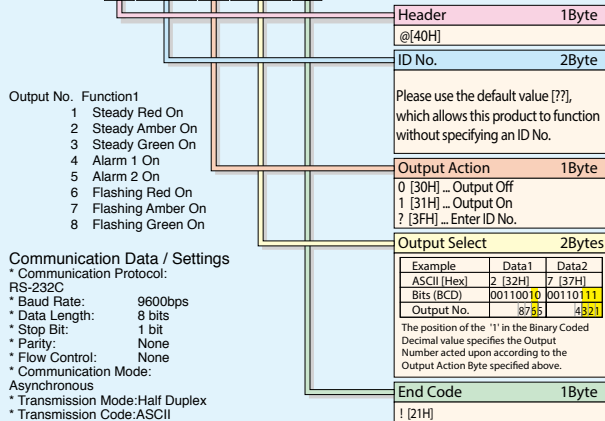 Header 1Byte
@[40H]
ID No. 2Byte
Please use the default value [??],
which allows this product to function
without specifying an ID No.
Output No. Function1
1 Steady Red On
2 Steady Amber On
3 Steady Green On
4 Alarm 1 On
5 Alarm 2 On
6 Flashing Red On
7 Flashing Amber On
8 Flashing Green On
Output Action 1Byte
0 [30H] ... Output Off
1 [31H] ... Output On
? [3FH] ... Enter ID No.
Output Select 2Bytes
Example Data1 Data2
ASCII [Hex] 2 [32H] 7 [37H]
Bits (BCD) 00110010 00110111
Output No. 8765 4321
The position of the '1' in the Binary Coded
Decimal value specifies the Output
Number acted upon according to the
Output Action Byte specified above.
End Code 1Byte
! [21H]
Communication Data / Settings
* Communication Protocol:
RS-232C
* Baud Rate: 9600bps
* Data Length: 8 bits
* Stop Bit: 1 bit
* Parity: None
* Flow Control: None
* Communication Mode:
Asynchronous
* Transmission Mode:Half Duplex
* Transmission Code:ASCII